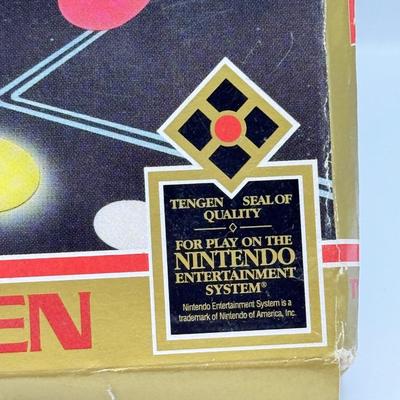 TENGEN SEAL OF
QUALITY
FOR PLAY ON THE
NINTENDO
ENTERTAINMENT
SYSTEM®
Nintendo Entertainment System is a
trademark of Nintendo of America, Inc.
EN